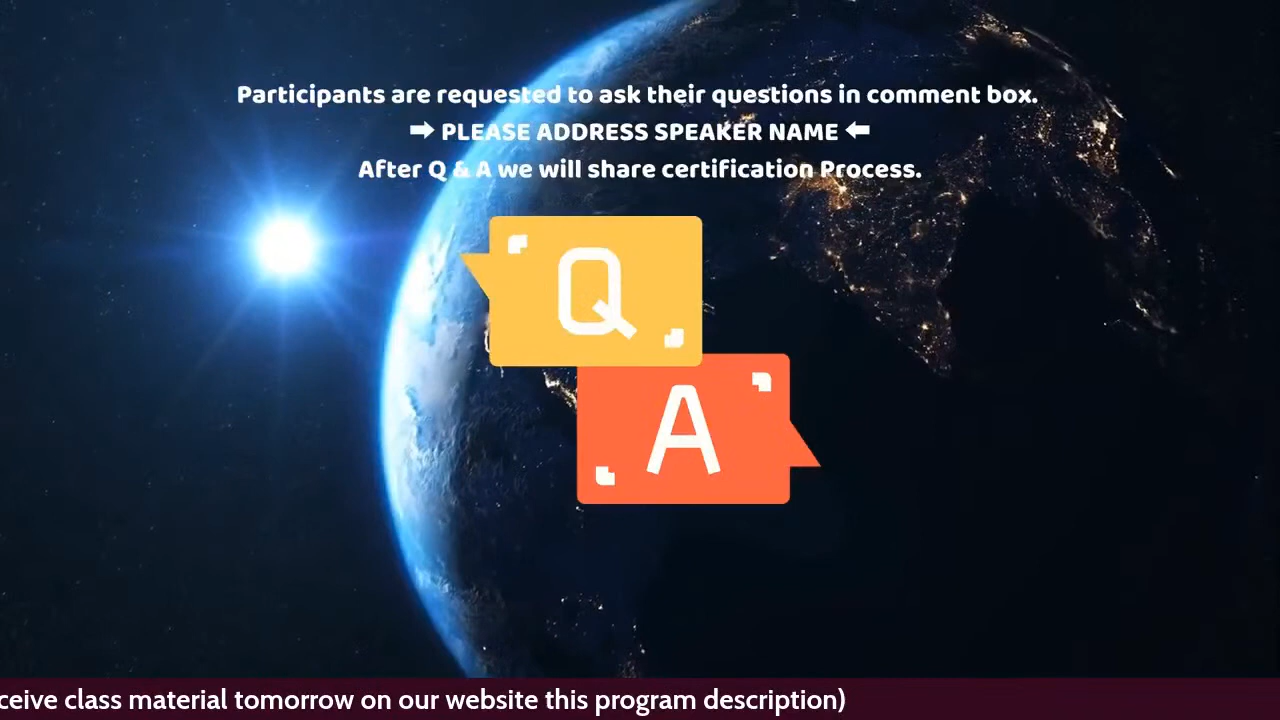 Participants are requested to ask their questions in comment box.
➡ PLEASE ADDRESS SPEAKER NAME ⬅
After Q & A we will share certification Process.
Q
A
ceive class material tomorrow on our website this program description)